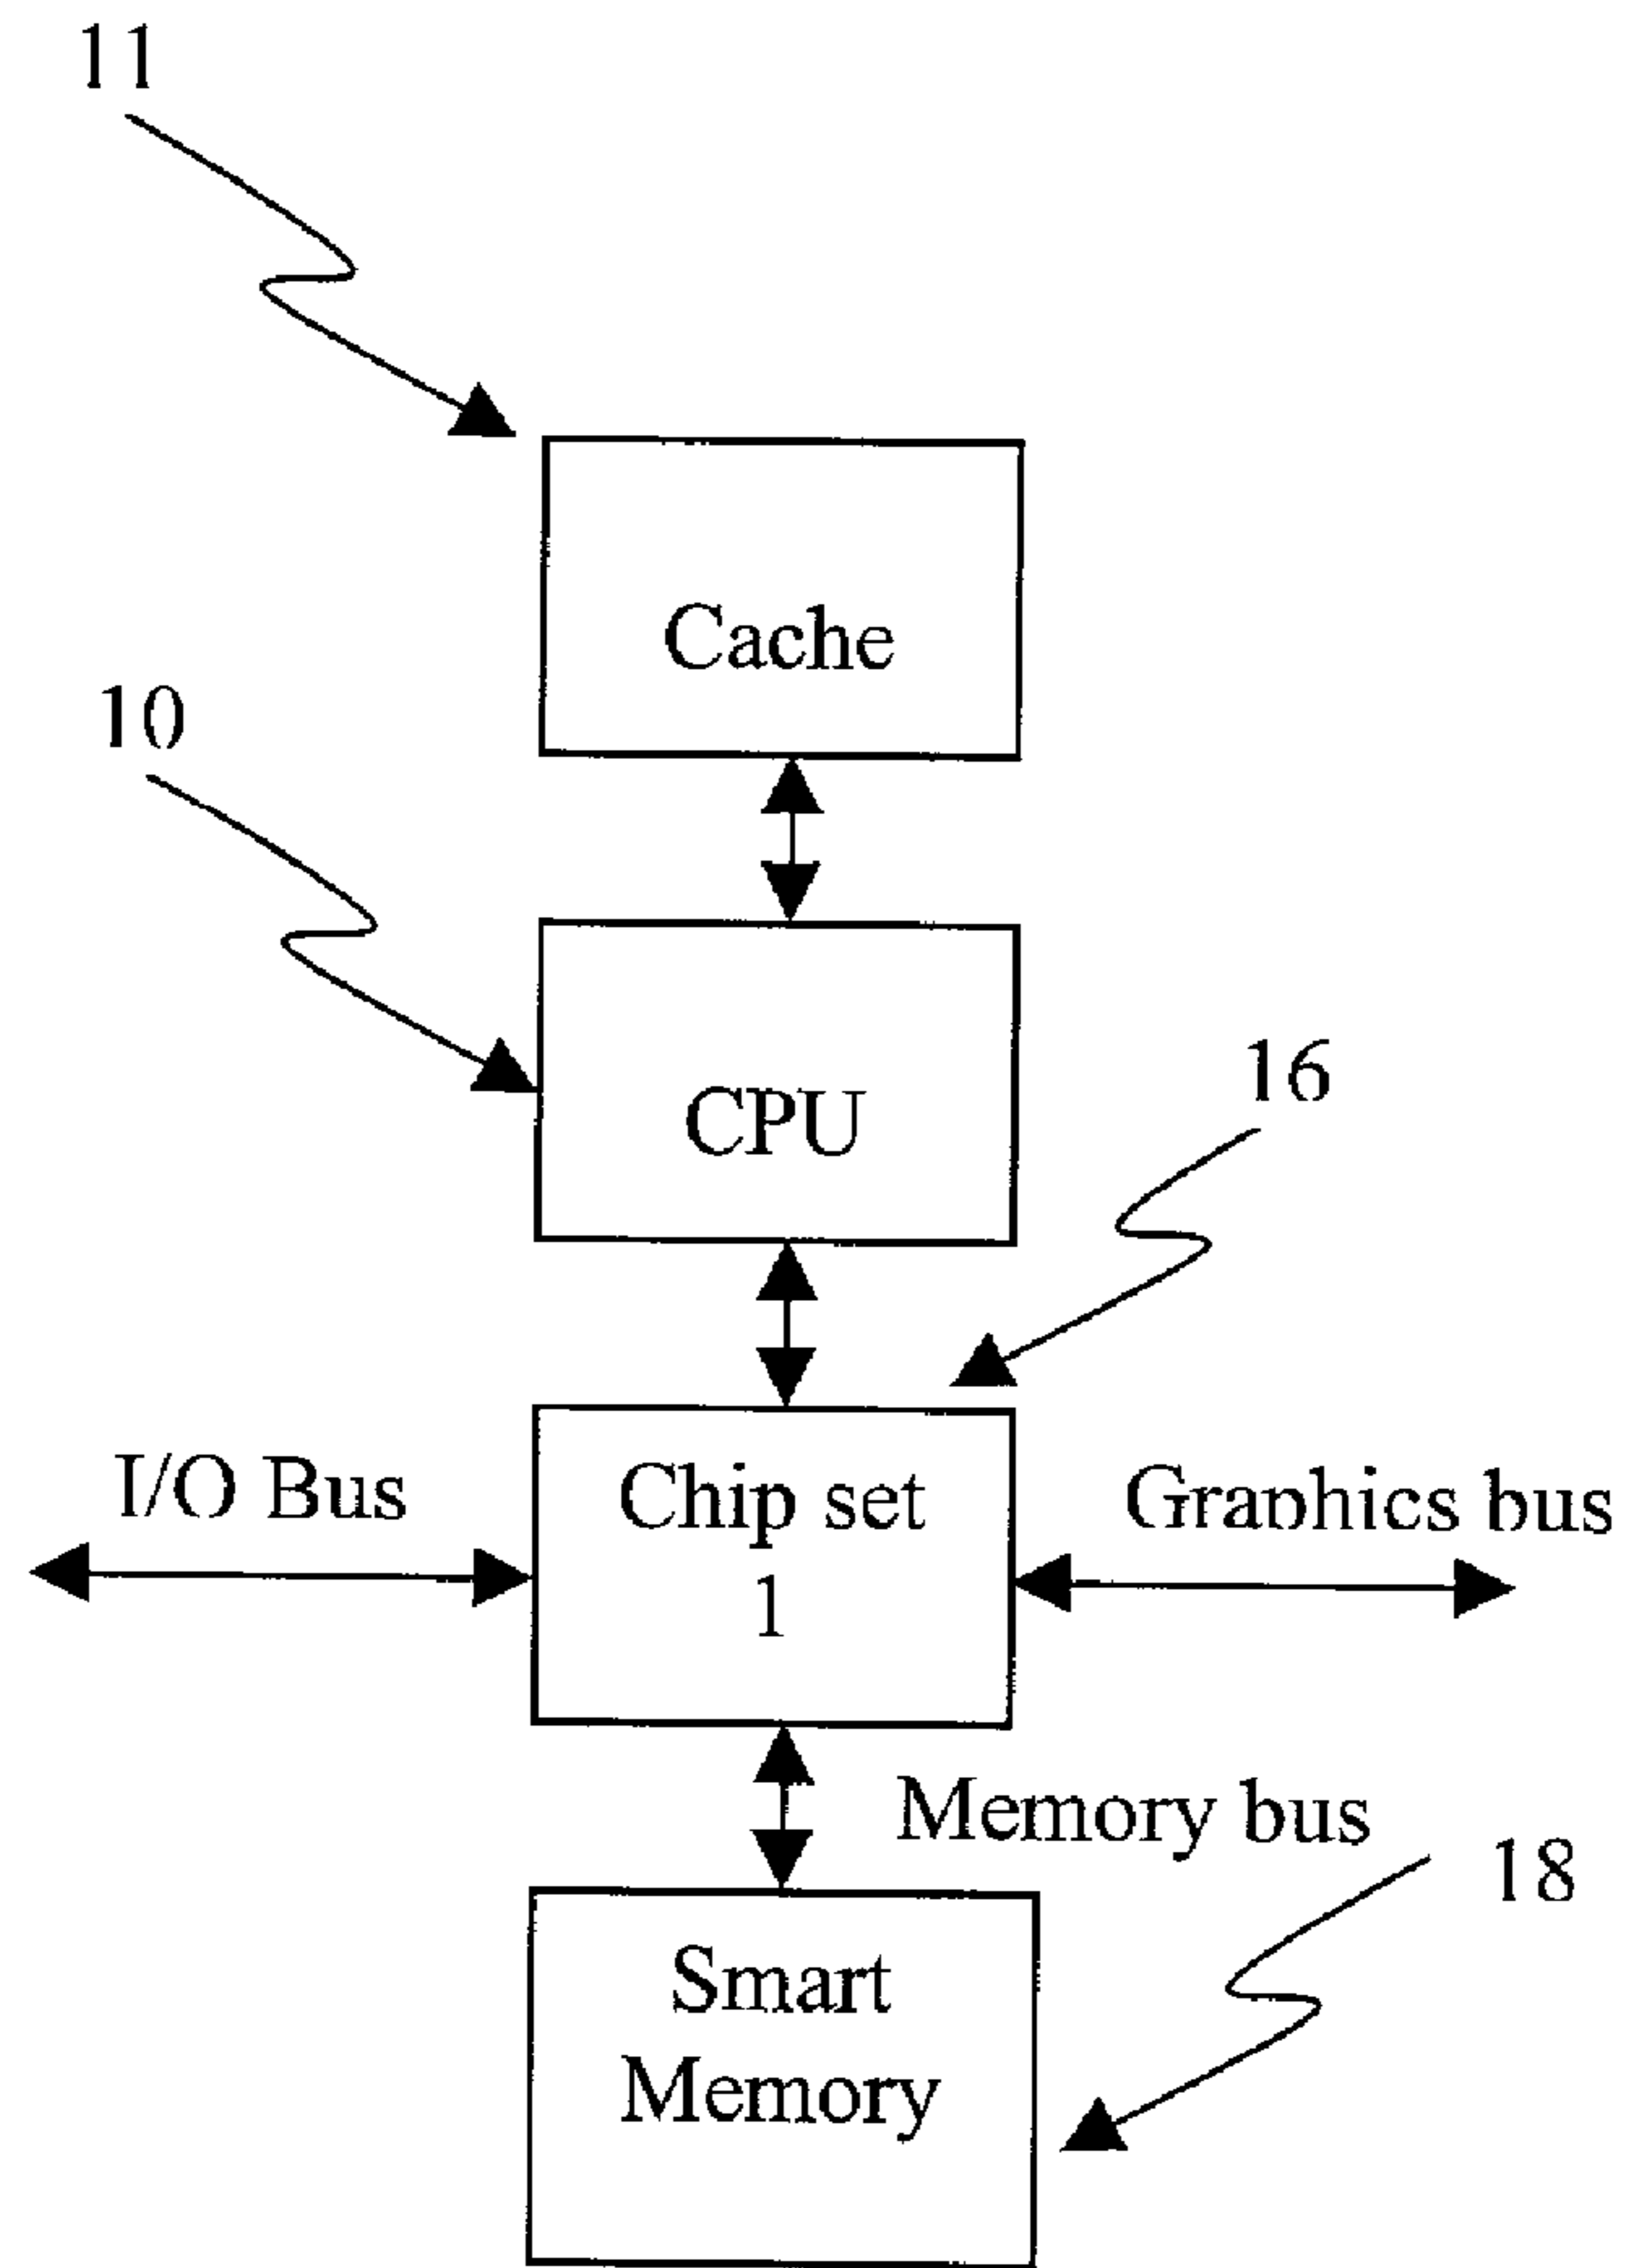 11
Cache
10
CPU
16
I/O Bus
Chip set
1
Graphics bus
Memory bus
18
Smart
Memory